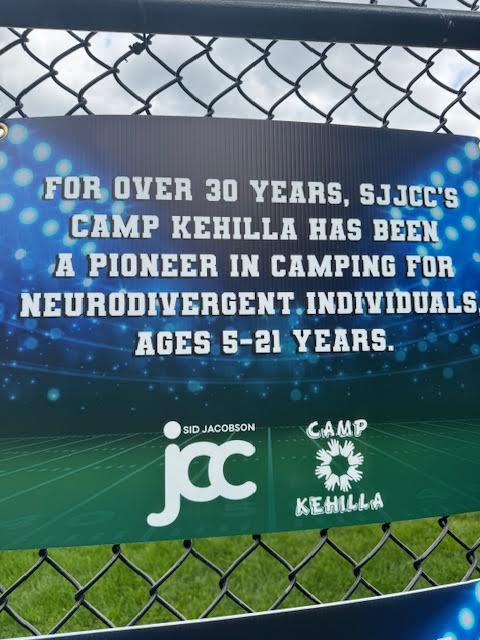 FOR OVER 30 YEARS, SJJCC'S
CAMP KEHILLA HAS BEEN
A PIONEER IN CAMPING FOR
NEURODIVERGENT INDIVIDUALS,
AGES 5-21 YEARS.
SID JACOBSON
jcc
CAMP
KEHILLA